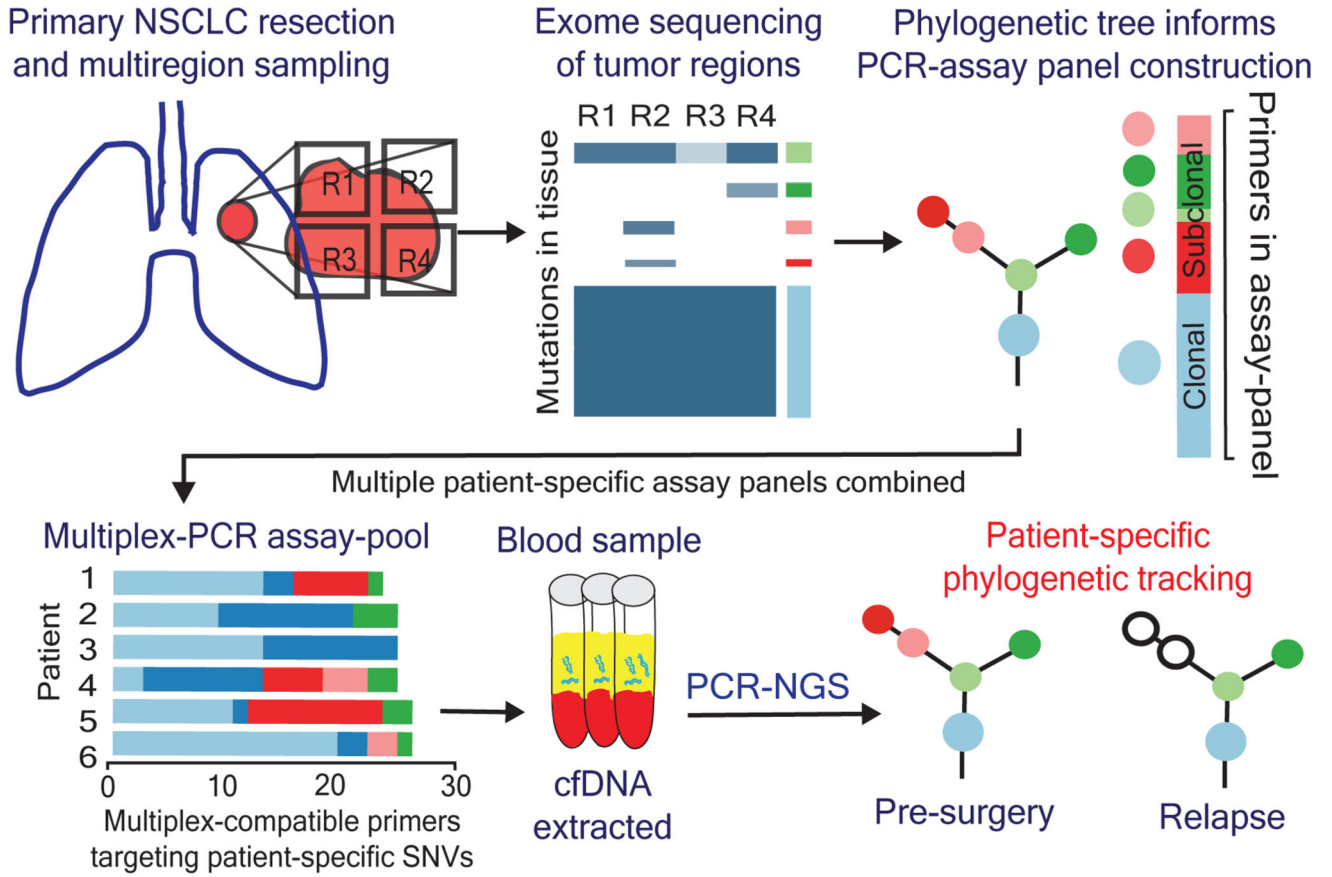 Primary NSCLC resection
and multiregion sampling
Exome sequencing
of tumor regions
Phylogenetic tree informs
PCR-assay panel construction
R1
R2
R3
R4
R1 R2 R3 R4
Mutations in tissue
Subclonal
Clonal
Primers in assay-panel
Multiple patient-specific assay panels combined
Multiplex-PCR assay-pool
Patient
1
2
3
4
5
6
0 10 20 30
Multiplex-compatible primers
targeting patient-specific SNVs
Blood sample
cfDNA
extracted
PCR-NGS
Patient-specific
phylogenetic tracking
Pre-surgery
Relapse